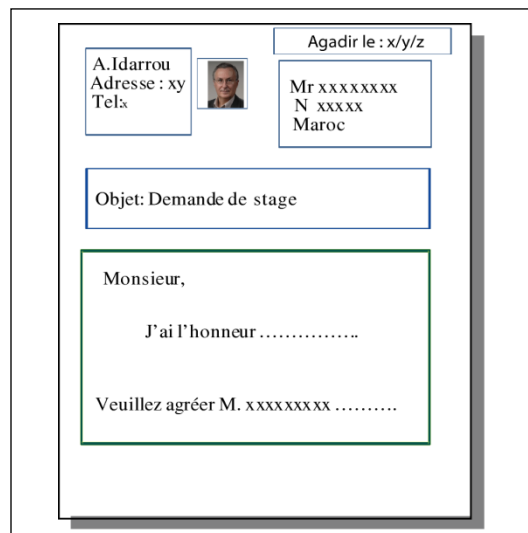 Agadir le : x/y/z
A.Idarrou
Adresse : xy
Tel:x
Mr xxxxxxxx
N xxxxx
Maroc
Objet: Demande de stage
Monsieur,
J'ai l'honneur ................
Veuillez agréer M. xxxxxxxxx ..........